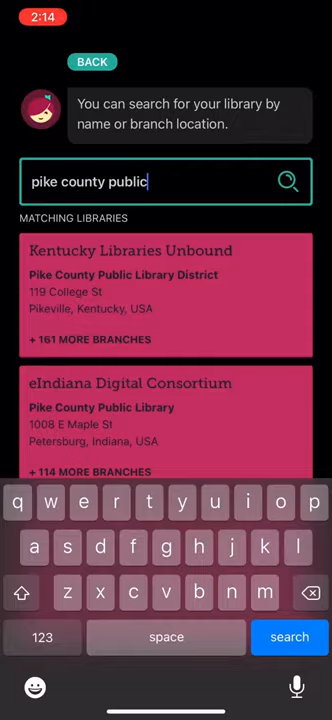 2:14
BACK
You can search for your library by
name or branch location.
pike county public
MATCHING LIBRARIES
Kentucky Libraries Unbound
Pike County Public Library District
119 College St
Pikeville, Kentucky, USA
+ 161 MORE BRANCHES
eIndiana Digital Consortium
Pike County Public Library
1008 E Maple St
Petersburg, Indiana, USA
+ 114 MORE BRANCHES
q w e r t y u i o p
a s d f g h j k l
z x c v b n m
123 space search